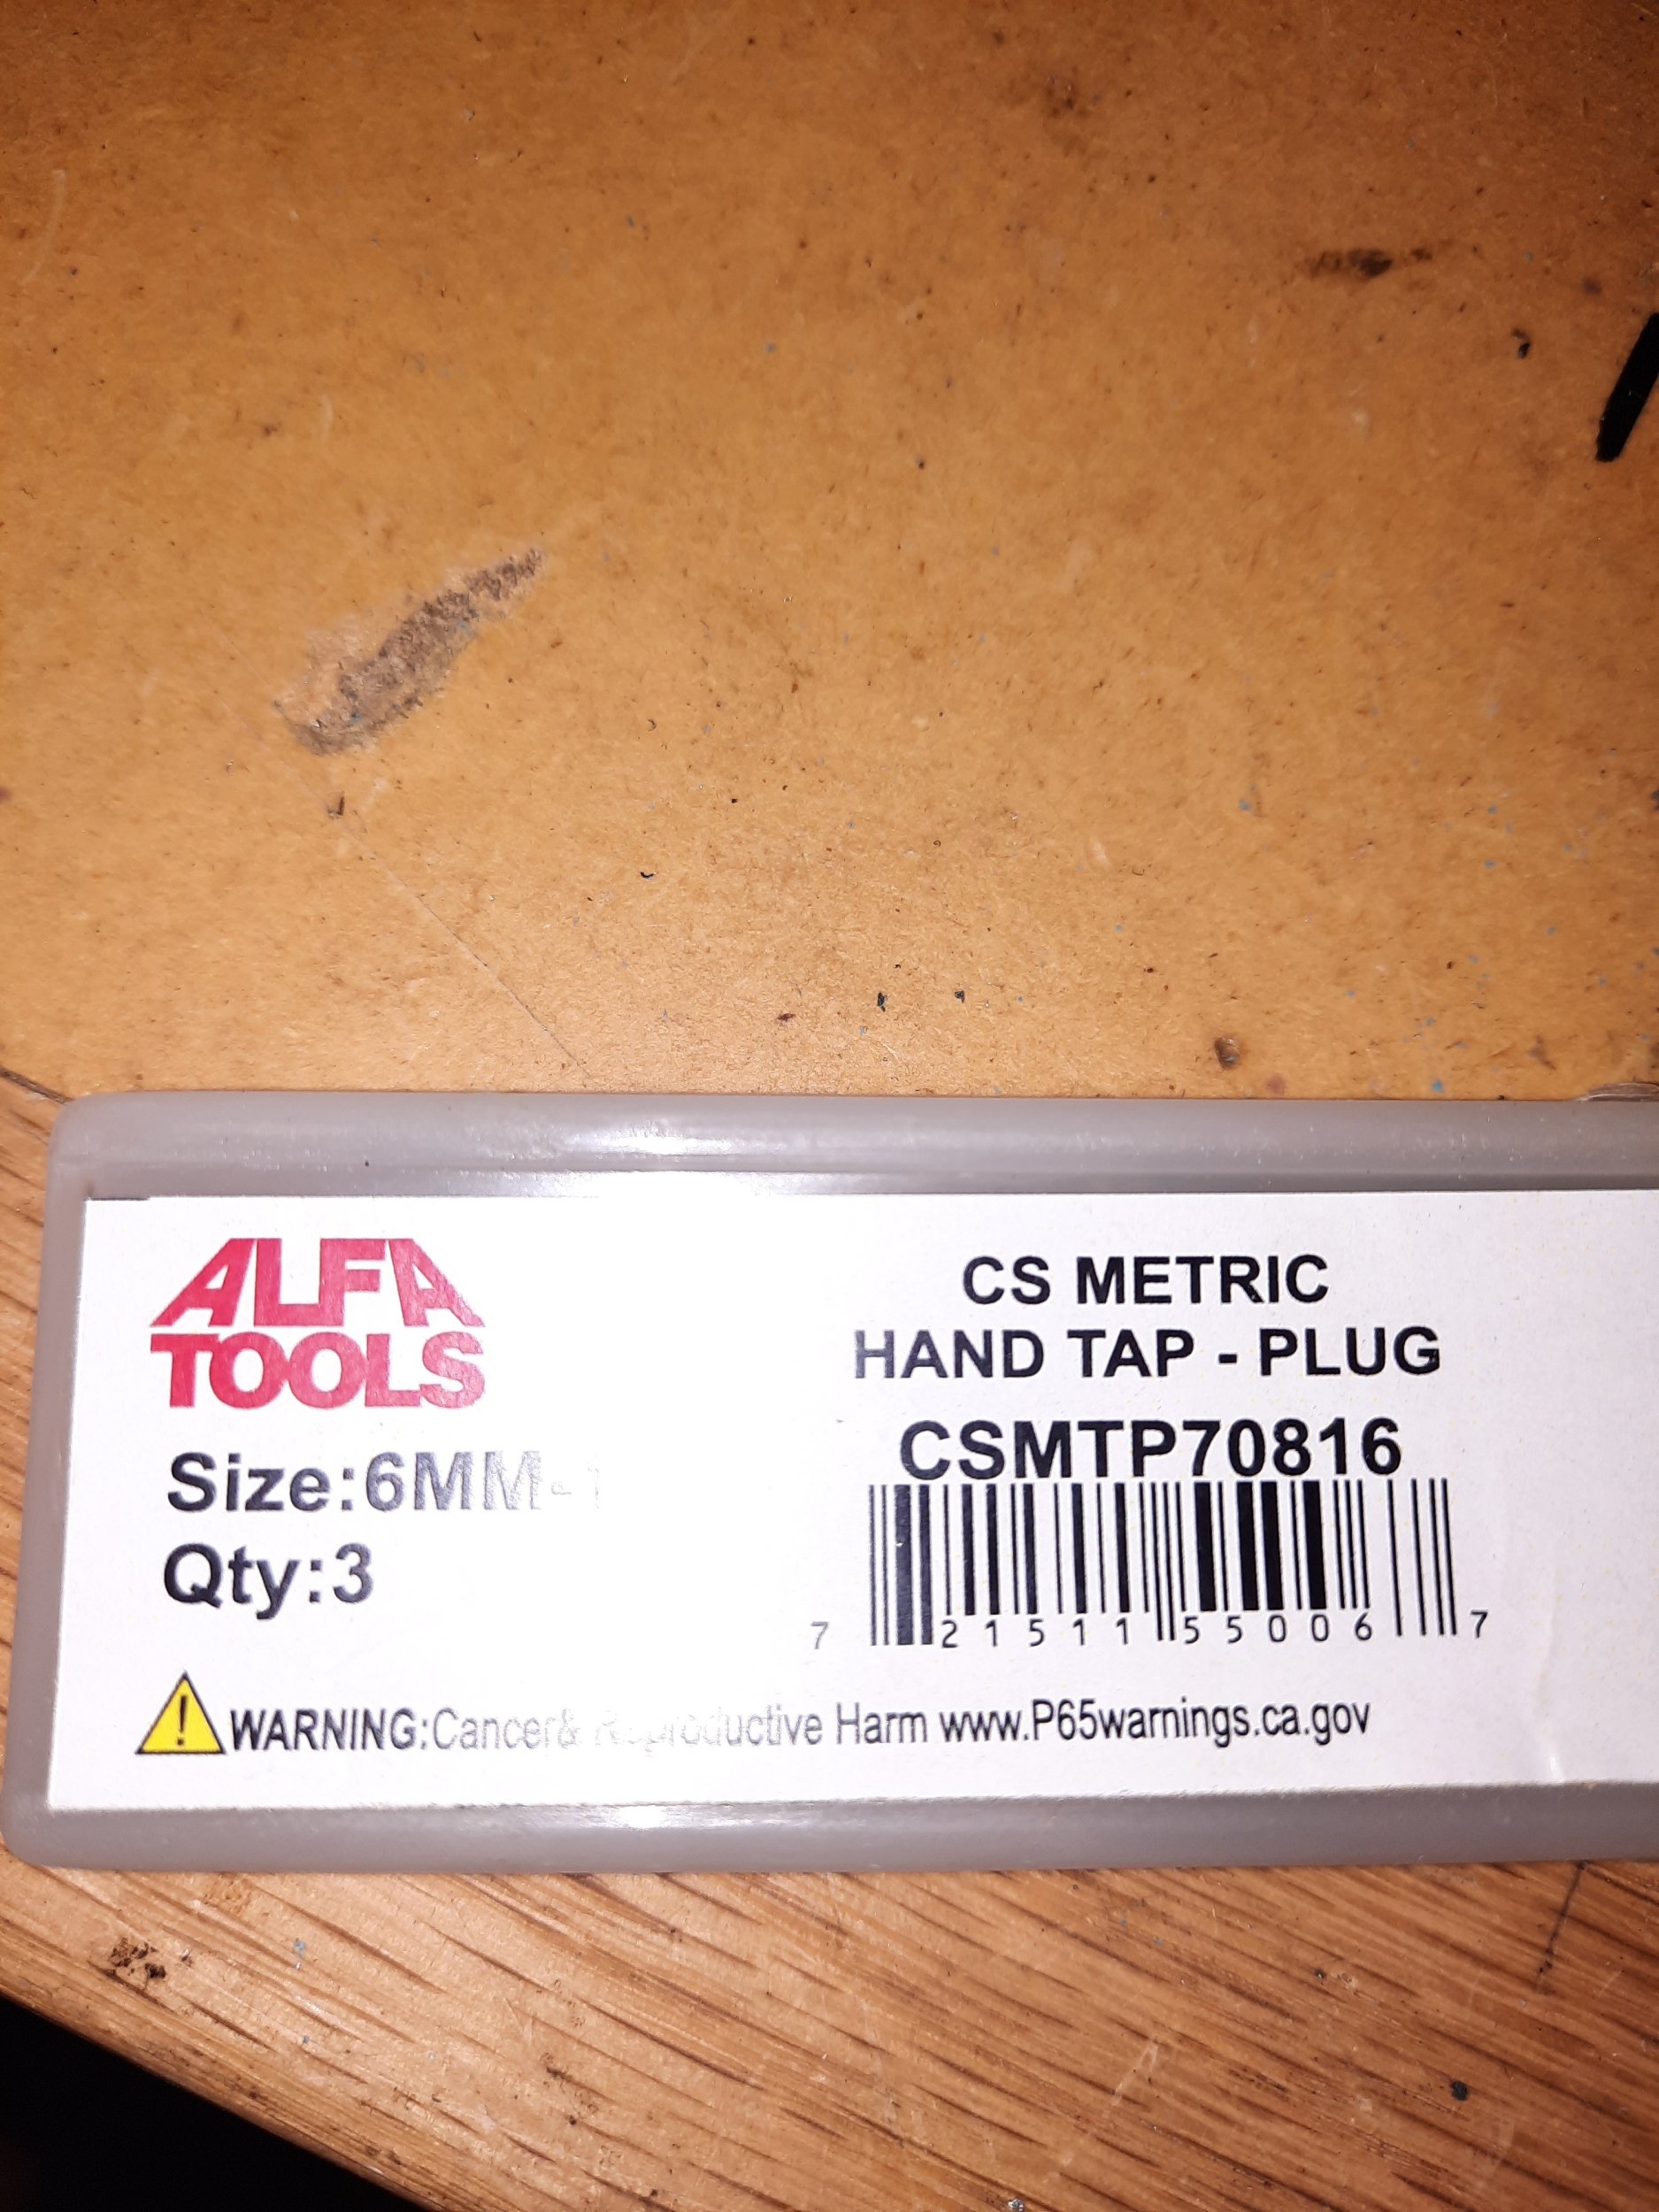 ALFA
TOOLS
CS METRIC
HAND TAP - PLUG
CSMTP70816
Size:6MM-
Qty:3
7 21511 55006 7
WARNING:Cancer& Reproductive Harm www.P65warnings.ca.gov